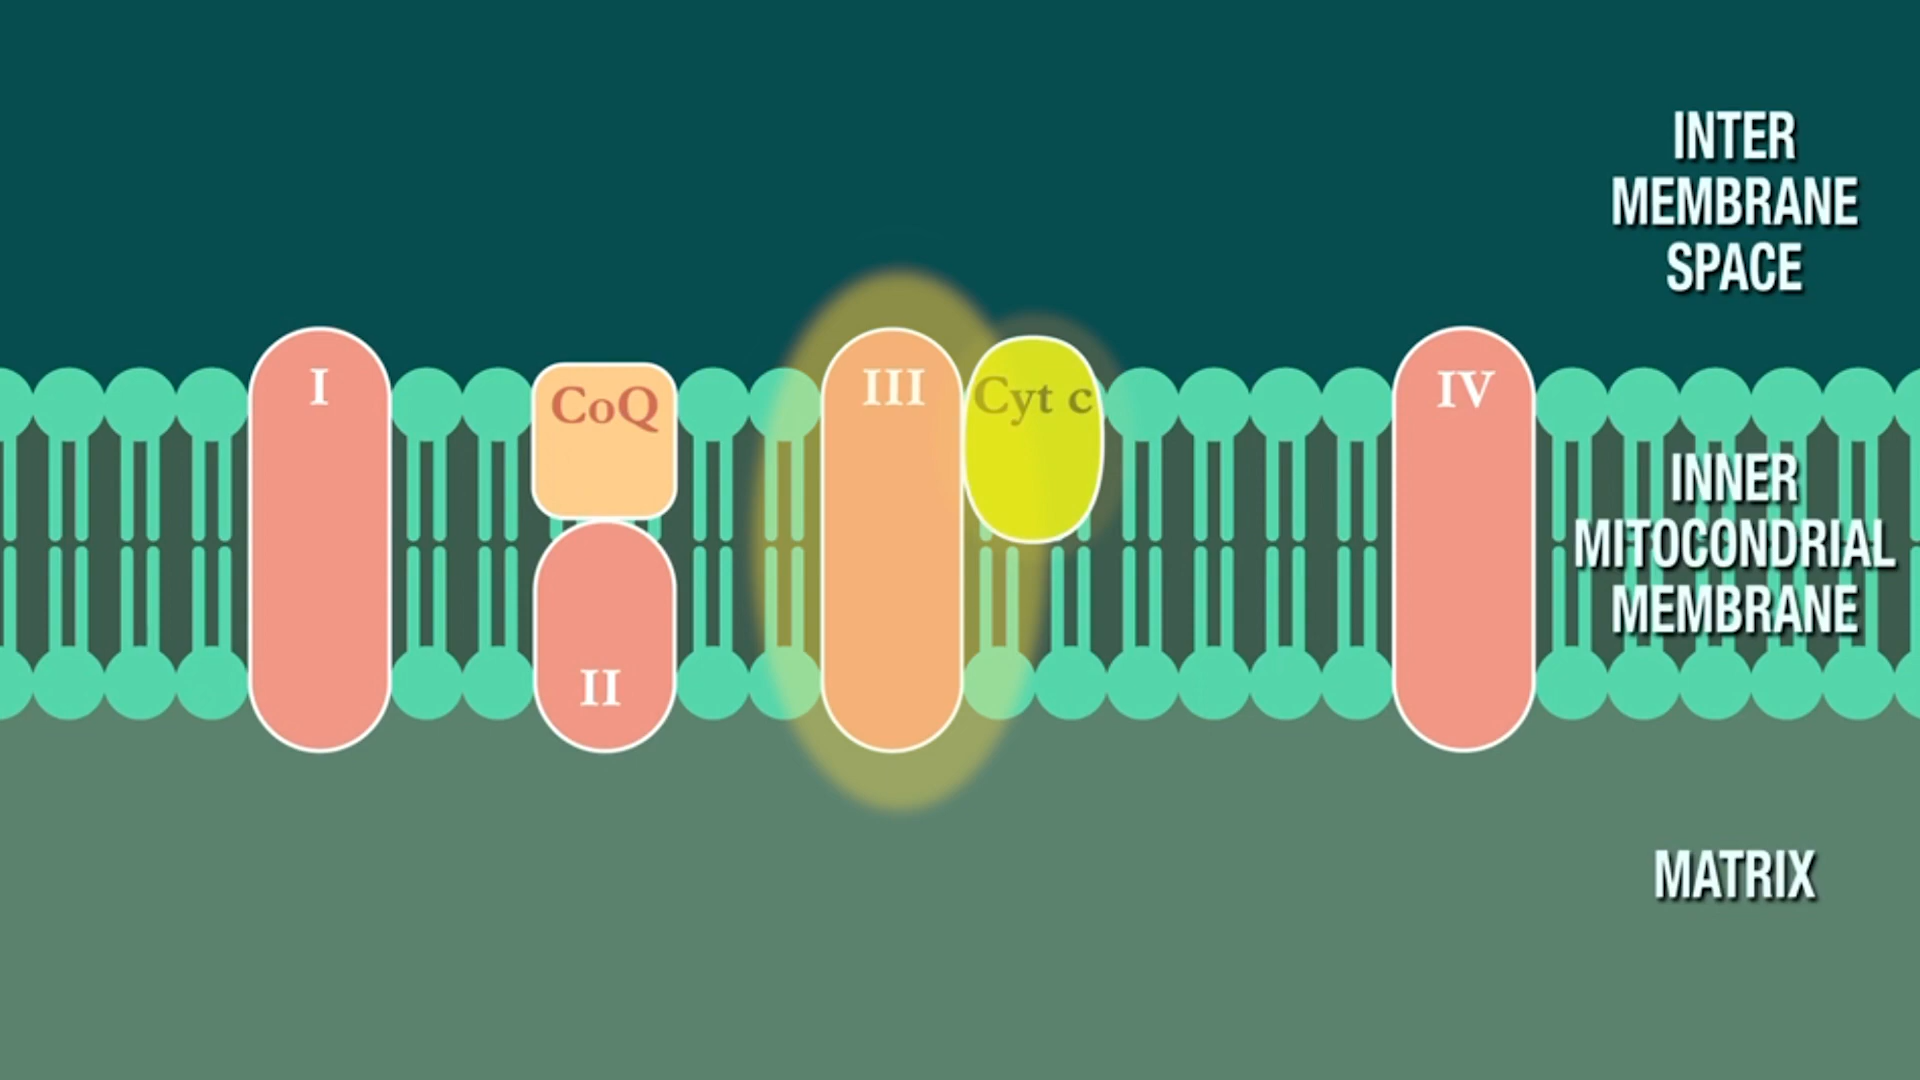 INTER
MEMBRANE
SPACE
I
CoQ
III
Cyt c
IV
INNER
MITOCONDRIAL
MEMBRANE
II
MATRIX